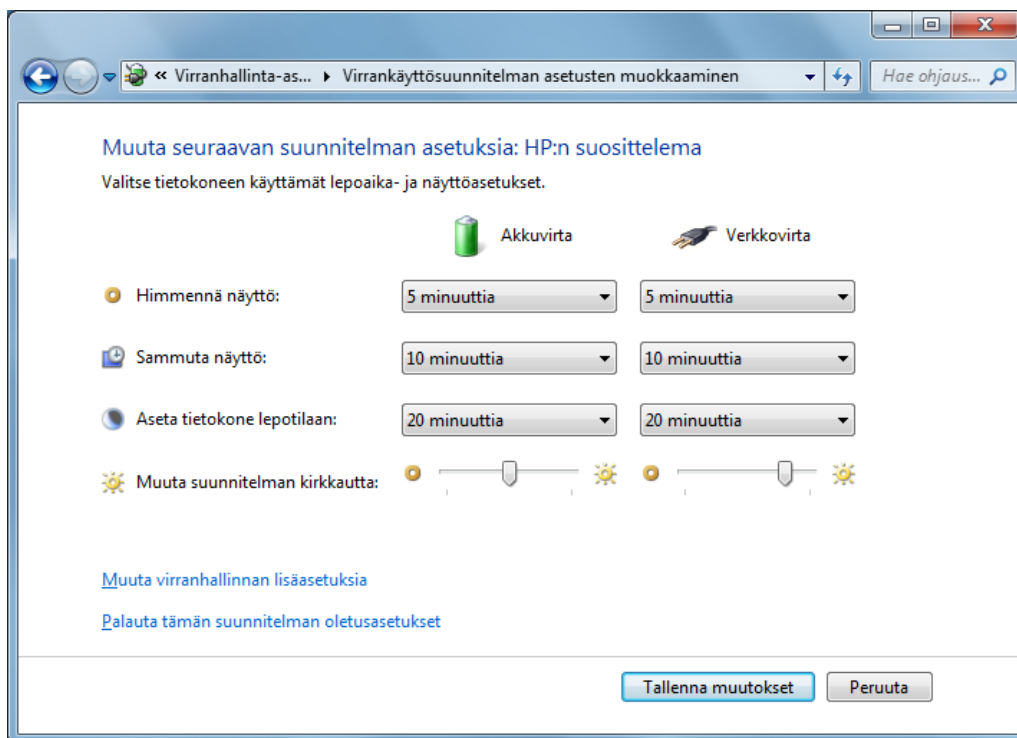 « Virranhallinta-as... ▸ Virrankäyttösuunnitelman asetusten muokkaaminen Hae ohjaus...
Muuta seuraavan suunnitelman asetuksia: HP:n suosittelema
Valitse tietokoneen käyttämät lepoaika- ja näyttöasetukset.
Akkuvirta Verkkovirta
Himmennä näyttö: 5 minuuttia 5 minuuttia
Sammuta näyttö: 10 minuuttia 10 minuuttia
Aseta tietokone lepotilaan: 20 minuuttia 20 minuuttia
Muuta suunnitelman kirkkautta:
Muuta virranhallinnan lisäasetuksia
Palauta tämän suunnitelman oletusasetukset
Tallenna muutokset Peruuta